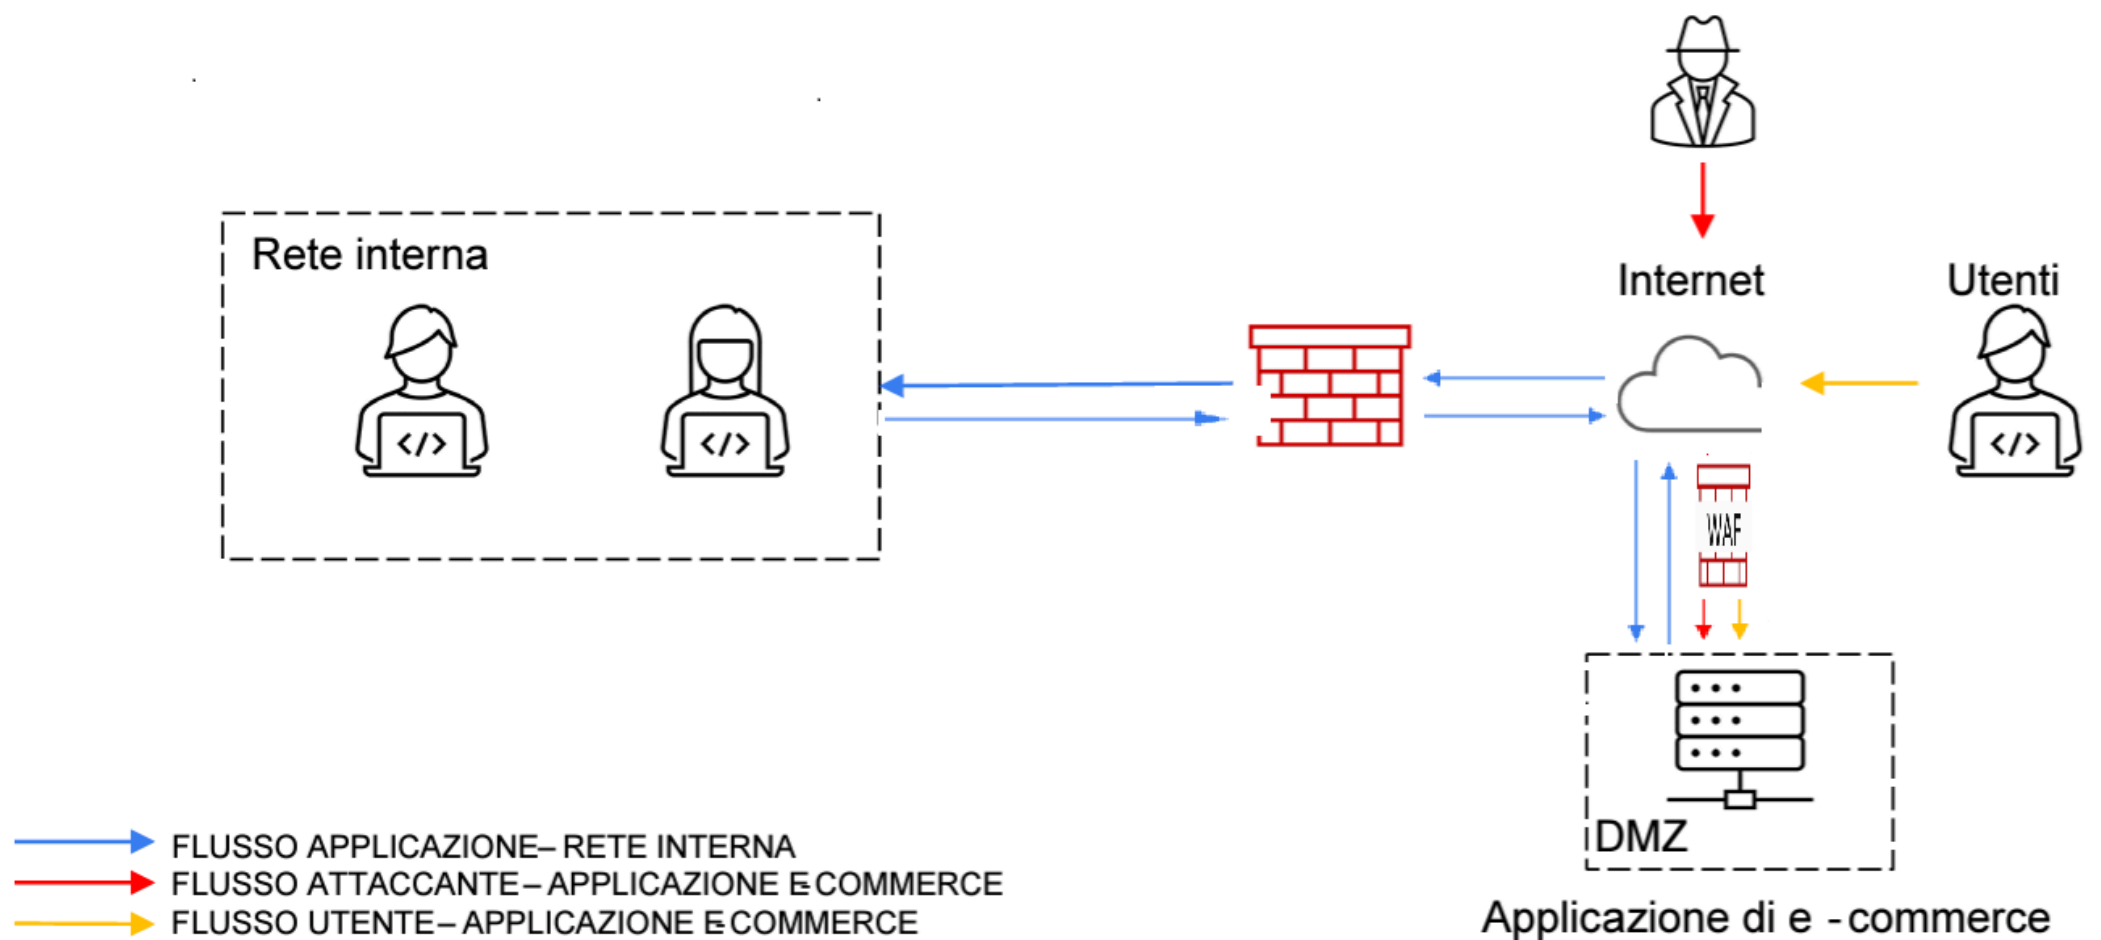 Rete interna
Internet
Utenti
WAF
DMZ
FLUSSO APPLICAZIONE– RETE INTERNA
FLUSSO ATTACCANTE– APPLICAZIONE E-COMMERCE
FLUSSO UTENTE– APPLICAZIONE E-COMMERCE
Applicazione di e -commerce